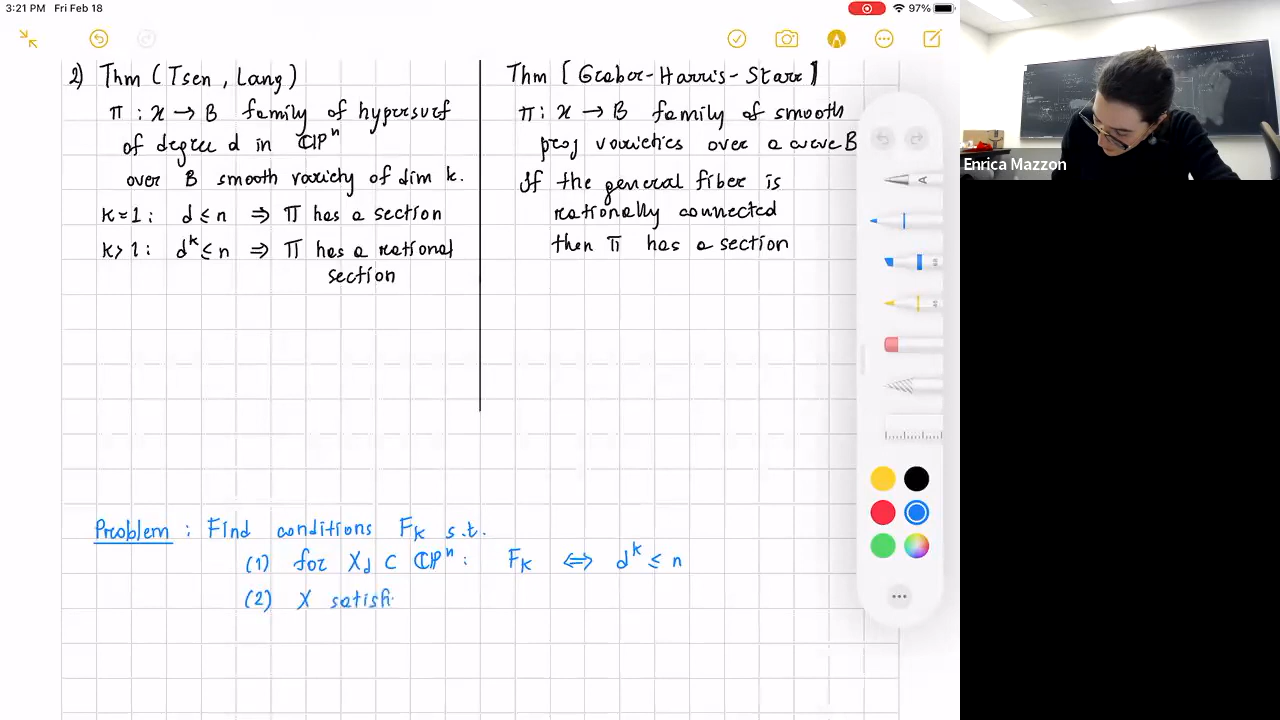 3:21 PM Fri Feb 18
97%
2) Thm (Tsen, Lang)
π : X → B family of hypersurf
of degree d in ℂℙⁿ
over B smooth variety of dim k.
k=1: d ≤ n ⇒ π has a section
k>1: dᵏ ≤ n ⇒ π has a rational
section
Thm [Graber-Harris-Starr]
π: X → B family of smooth
proj varieties over a curve B
If the general fiber is
rationally connected
then π has a section
Problem : Find conditions Fₖ s.t.
(1) for X_d ⊂ ℂℙⁿ : Fₖ ⇔ dᵏ ≤ n
(2) X satisf
Enrica Mazzon